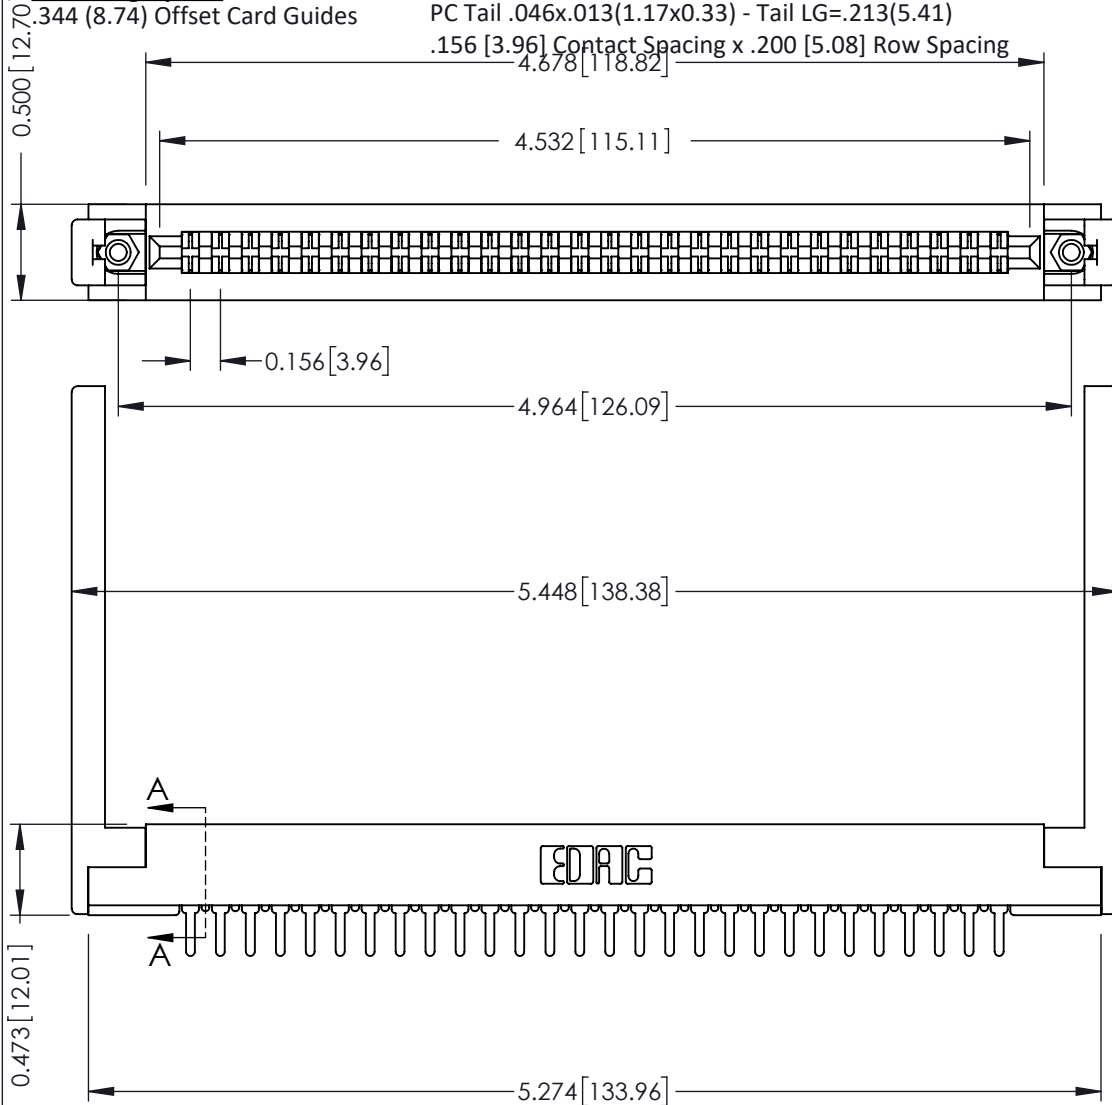 .344 (8.74) Offset Card Guides
PC Tail .046x.013(1.17x0.33) - Tail LG=.213(5.41)
.156 [3.96] Contact Spacing x .200 [5.08] Row Spacing
0.500 [12.70
4.678 [118.82]
4.532 [115.11]
0.156 [3.96]
4.964 [126.09]
5.448 [138.38]
A
EDAC
A
0.473 [12.01]
5.274 [133.96]